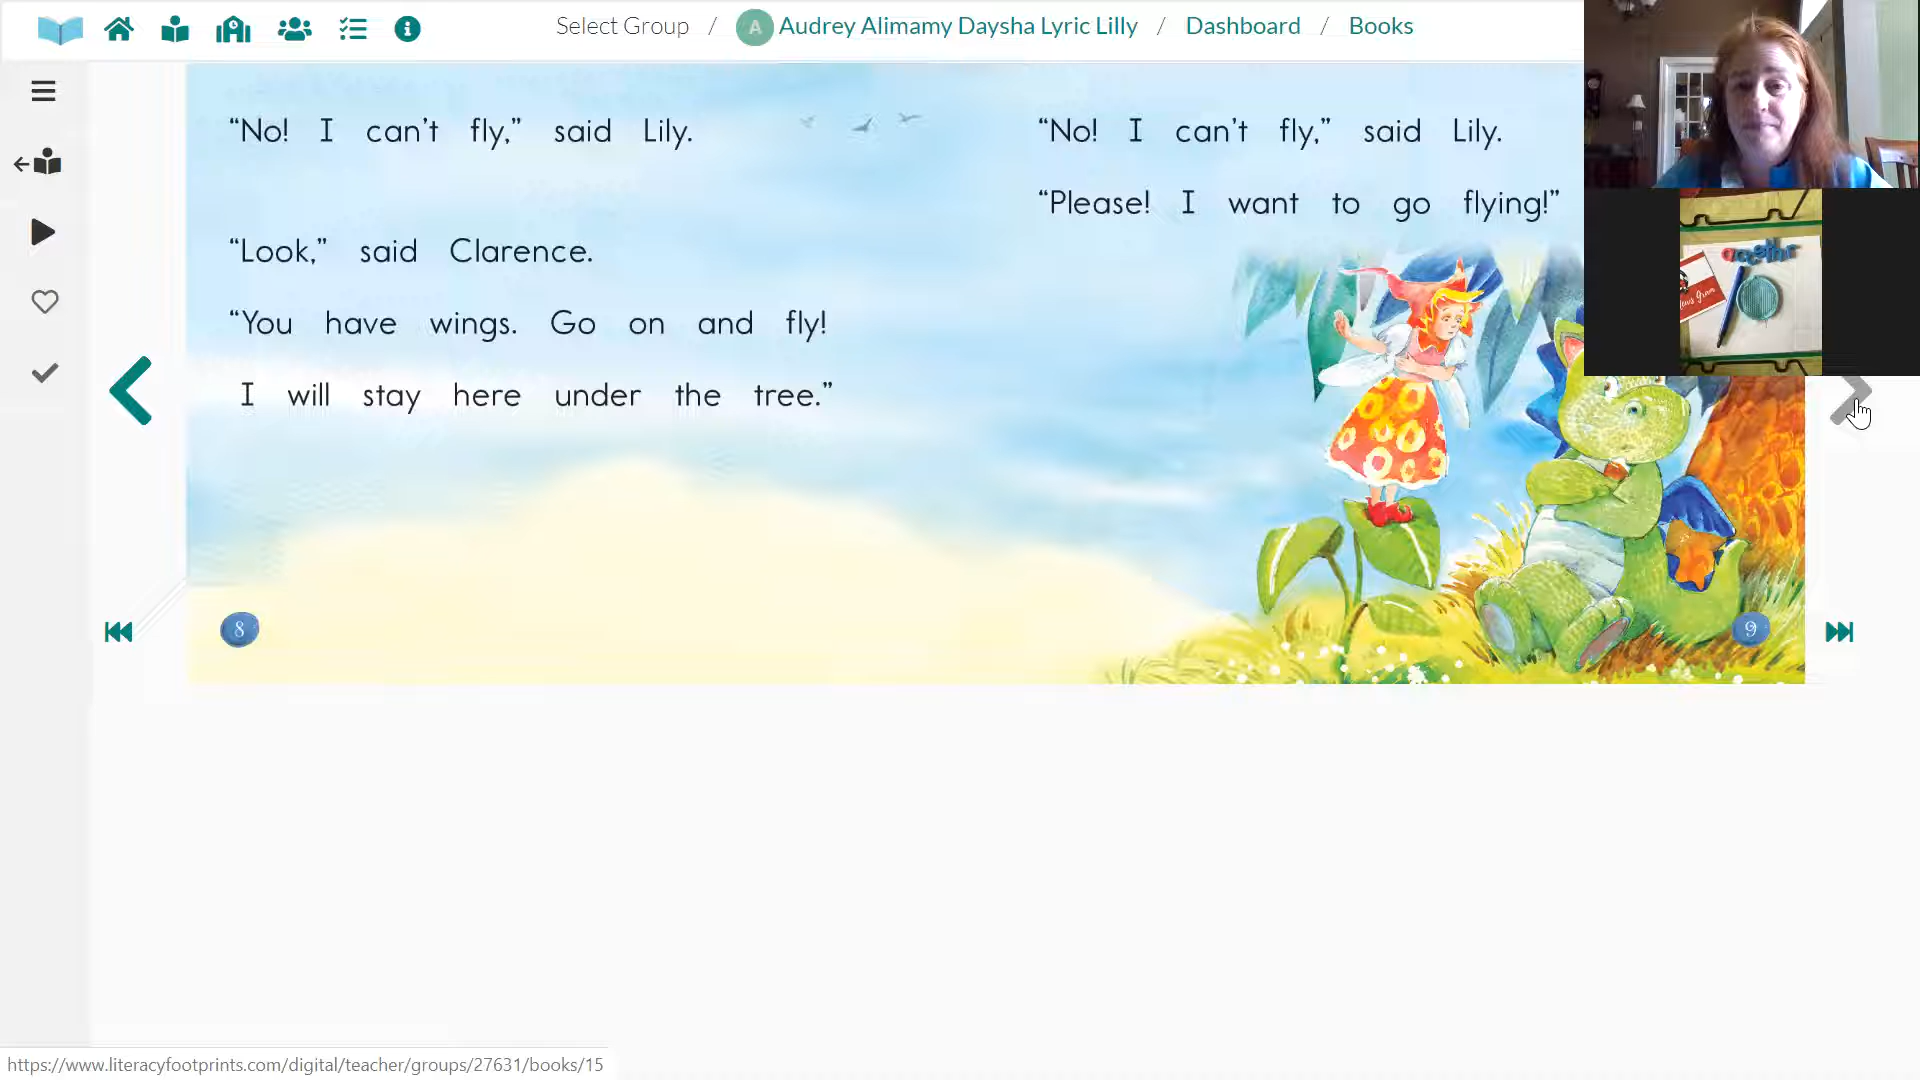 Select Group / A Audrey Alimamy Daysha Lyric Lilly / Dashboard / Books
“No! I can’t fly,” said Lily.
“Look,” said Clarence.
“You have wings. Go on and fly!
I will stay here under the tree.”
8
“No! I can’t fly,” said Lily.
“Please! I want to go flying!”
9
https://www.literacyfootprints.com/digital/teacher/groups/27631/books/15